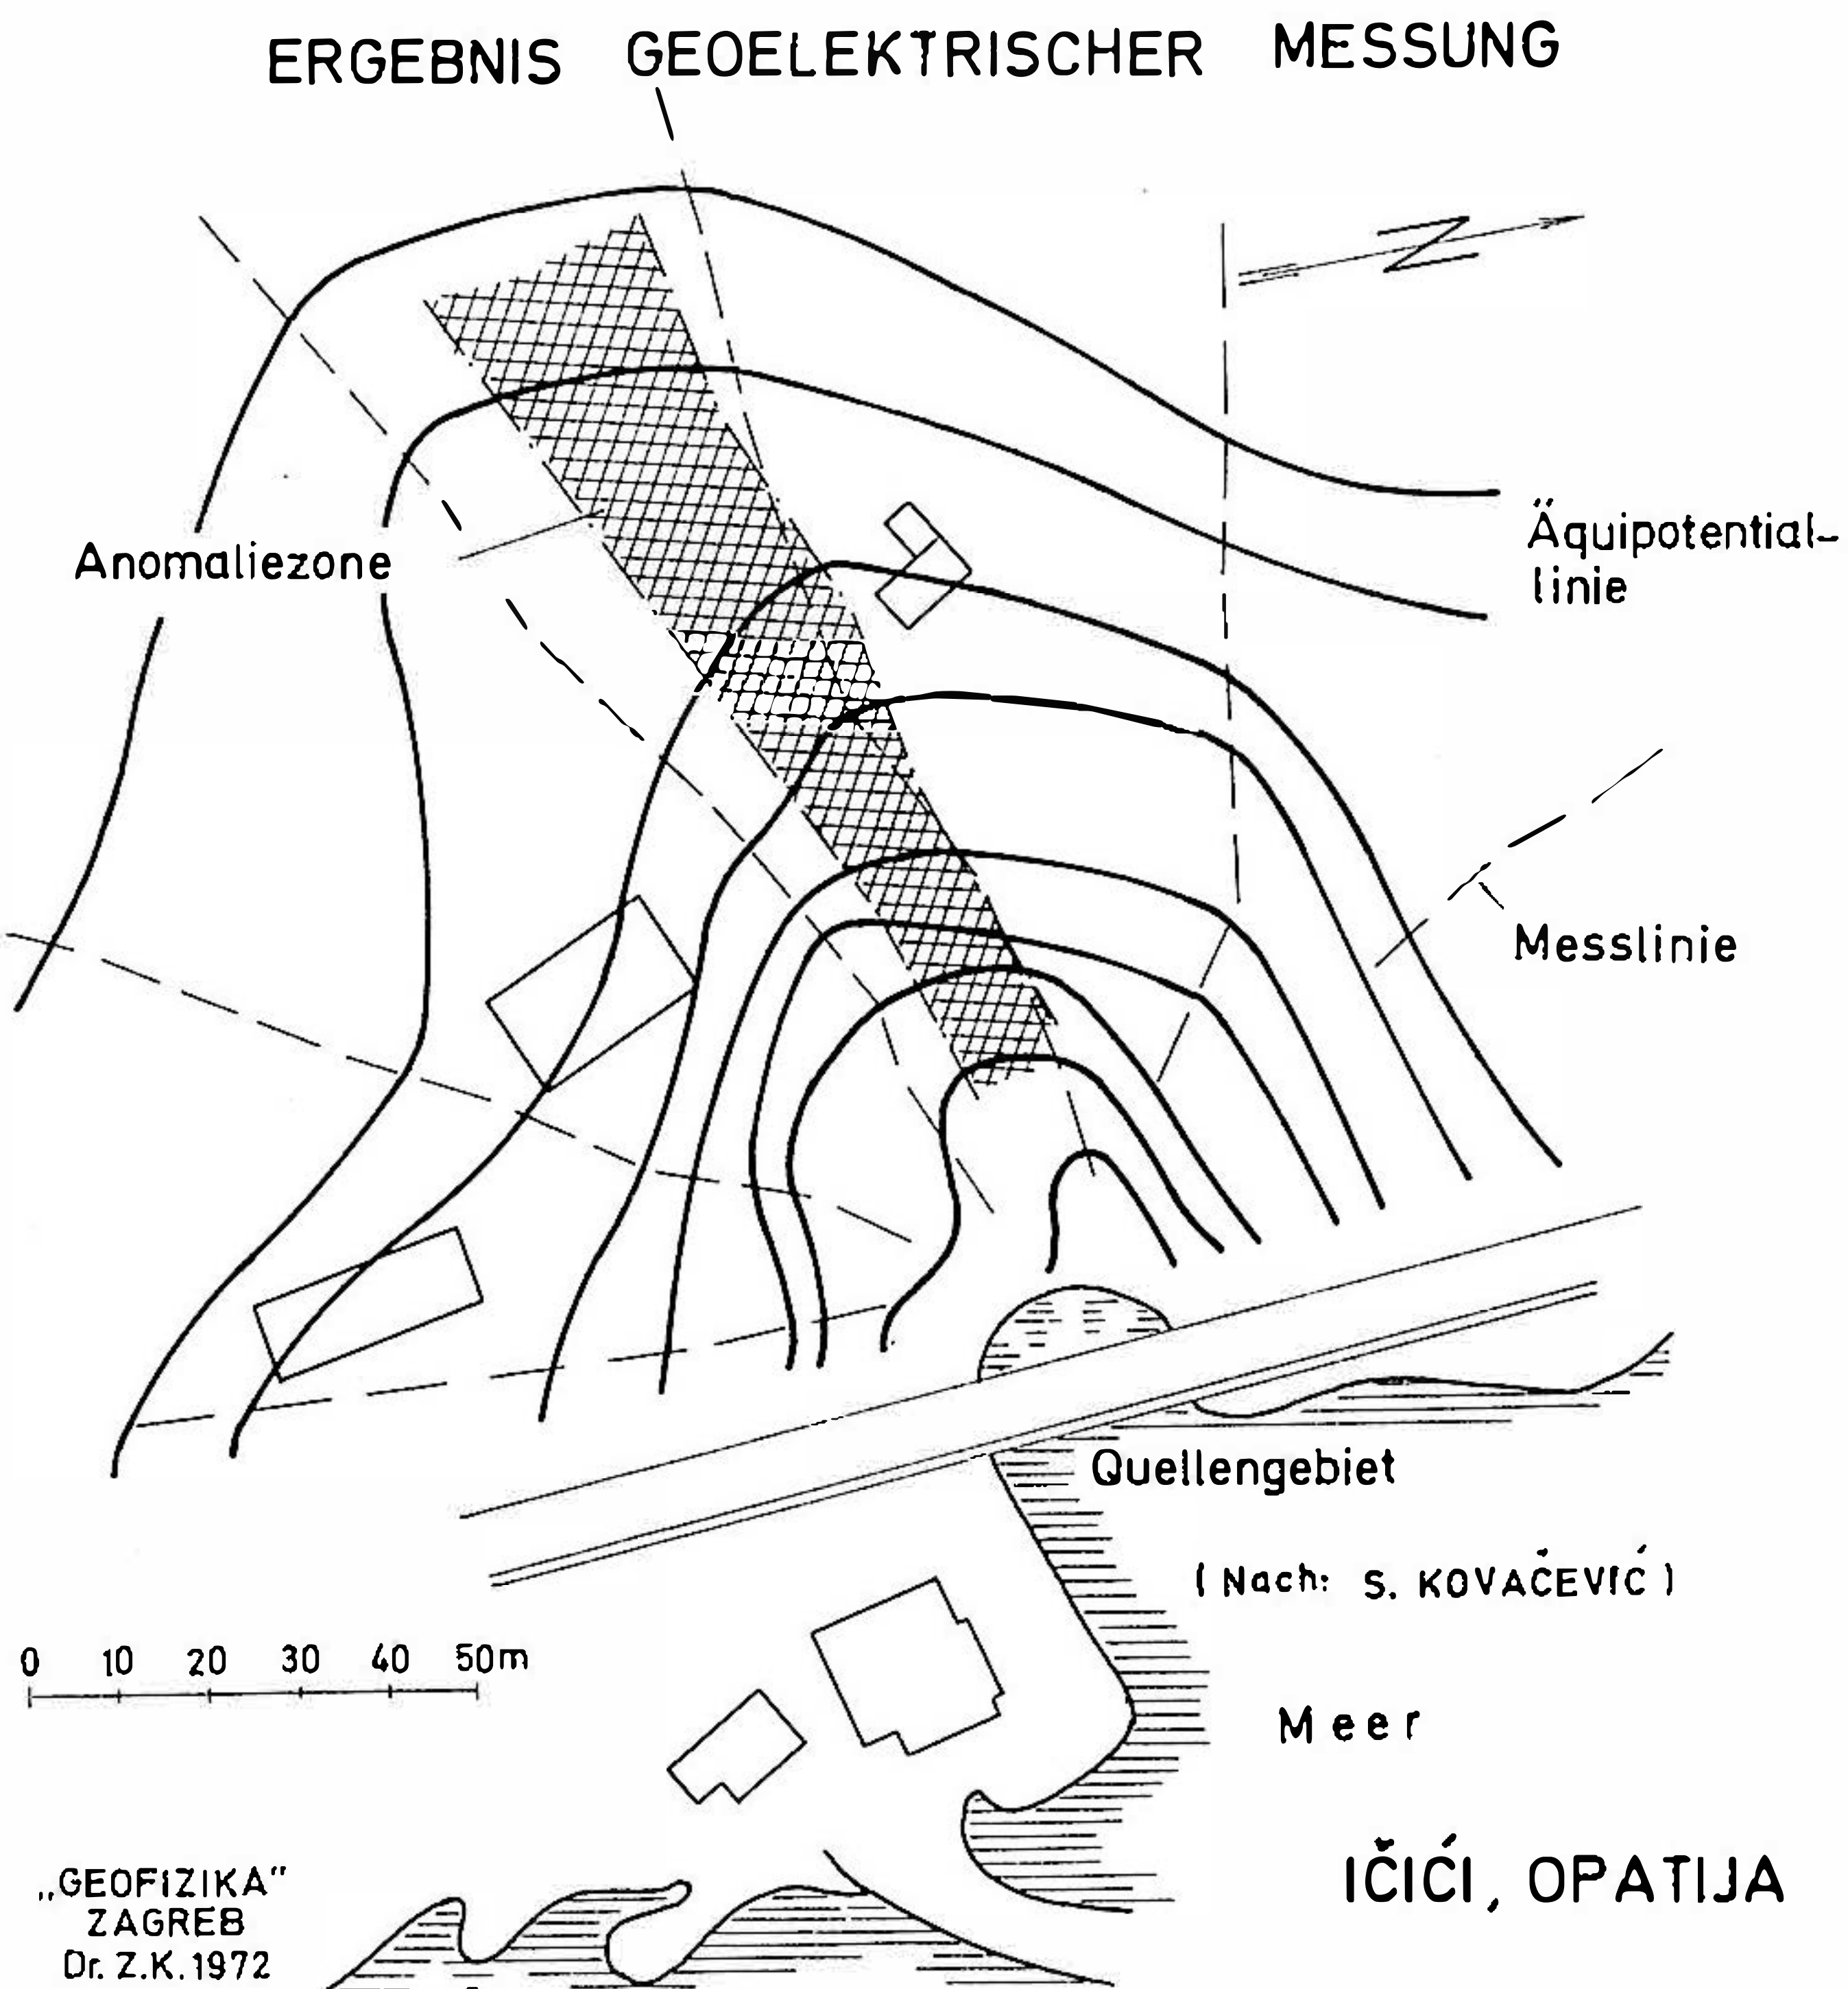 ERGEBNIS GEOELEKTRISCHER MESSUNG
N
Äquipotential-
linie
Anomaliezone
Messlinie
Quellengebiet
(Nach: S. KOVAČEVIĆ)
0 10 20 30 40 50m
Meer
IČIĆI, OPATIJA
„GEOFIZIKA"
ZAGREB
Dr. Z.K. 1972